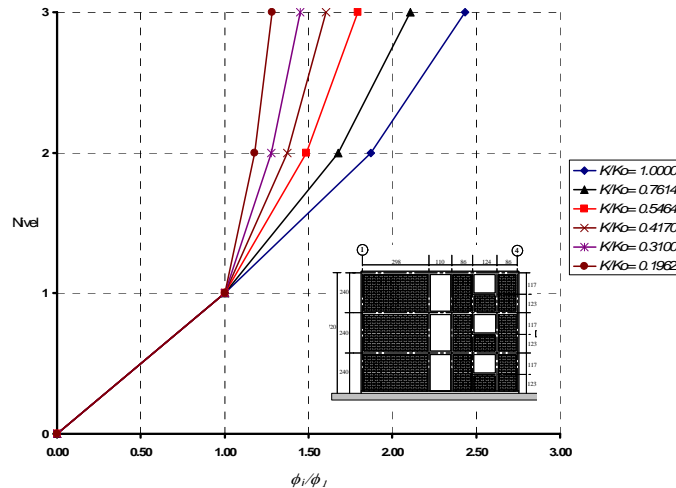 3
2
Nivel
1
0
0.00 0.50 1.00 1.50 2.00 2.50 3.00
ϕi/ϕ1
K/Ko= 1.0000
K/Ko= 0.7614
K/Ko= 0.5464
K/Ko= 0.4170
K/Ko= 0.3100
K/Ko= 0.1962
1 4
298 110 86 124 86
240 117
123
240 117
123
240 117
123